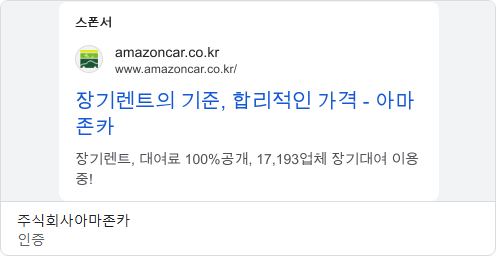 스폰서
amazoncar.co.kr
www.amazoncar.co.kr/
장기렌트의 기준, 합리적인 가격 - 아마
존카
장기렌트, 대여료 100%공개, 17,193업체 장기대여 이용
중!
주식회사아마존카
인증